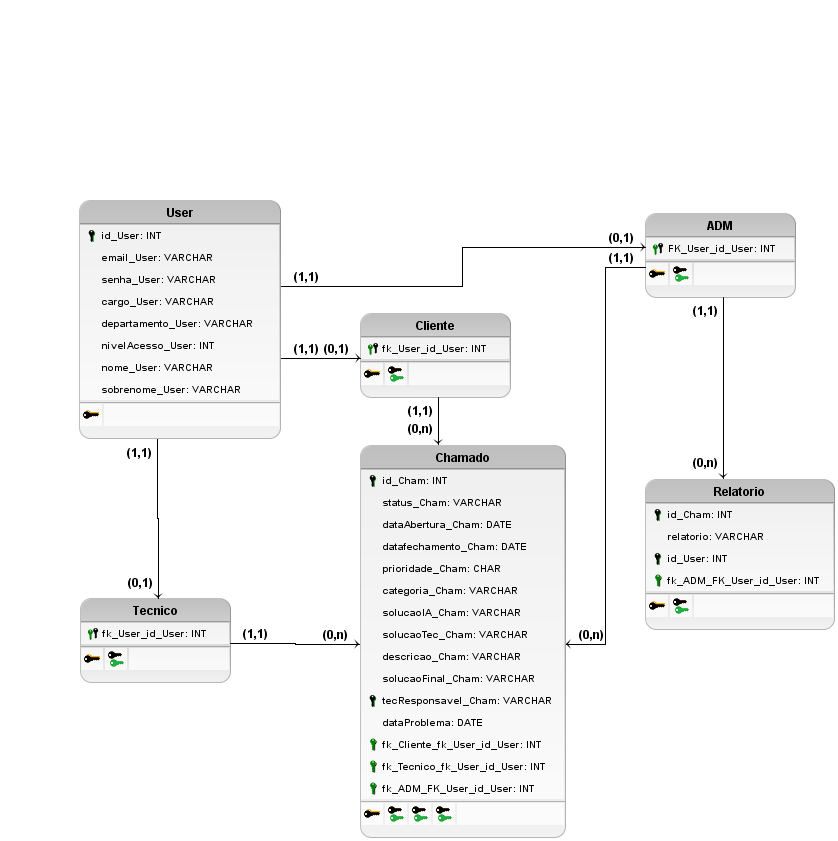 User
id_User: INT
email_User: VARCHAR
senha_User: VARCHAR
cargo_User: VARCHAR
departamento_User: VARCHAR
nivelAcesso_User: INT
nome_User: VARCHAR
sobrenome_User: VARCHAR
(1,1)
(0,1)
(1,1)
ADM
FK_User_id_User: INT
(1,1) (0,1)
Cliente
fk_User_id_User: INT
(1,1)
(0,n)
(1,1)
(0,n)
(1,1)
(0,1)
Tecnico
fk_User_id_User: INT
(1,1)
(0,n)
(0,n)
Chamado
id_Cham: INT
status_Cham: VARCHAR
dataAbertura_Cham: DATE
datafechamento_Cham: DATE
prioridade_Cham: CHAR
categoria_Cham: VARCHAR
solucaoIA_Cham: VARCHAR
solucaoTec_Cham: VARCHAR
descricao_Cham: VARCHAR
solucaoFinal_Cham: VARCHAR
tecResponsavel_Cham: VARCHAR
dataProblema: DATE
fk_Cliente_fk_User_id_User: INT
fk_Tecnico_fk_User_id_User: INT
fk_ADM_FK_User_id_User: INT
Relatorio
id_Cham: INT
relatorio: VARCHAR
id_User: INT
fk_ADM_FK_User_id_User: INT